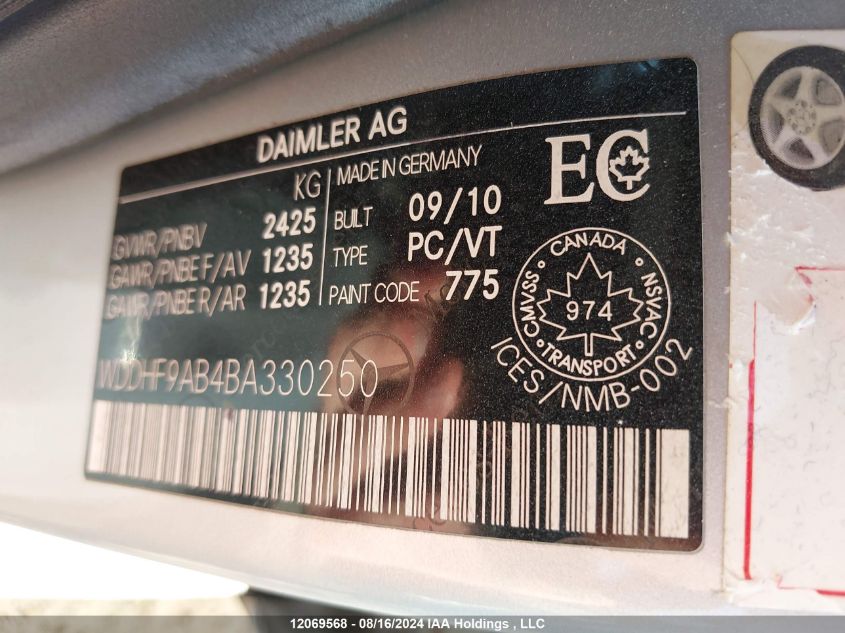 DAIMLER AG
KG
GVWR/PNBV 2425
GAWR/PNBE F/AV 1235
GAWR/PNBE R/AR 1235
MADE IN GERMANY
BUILT 09/10
TYPE PC/VT
PAINT CODE 775
EC
CANADA
CMVSS
NSVAC
974
TRANSPORT
ICES/NMB-002
WDDHF9AB4BA330250
12069568 - 08/16/2024 IAA Holdings , LLC